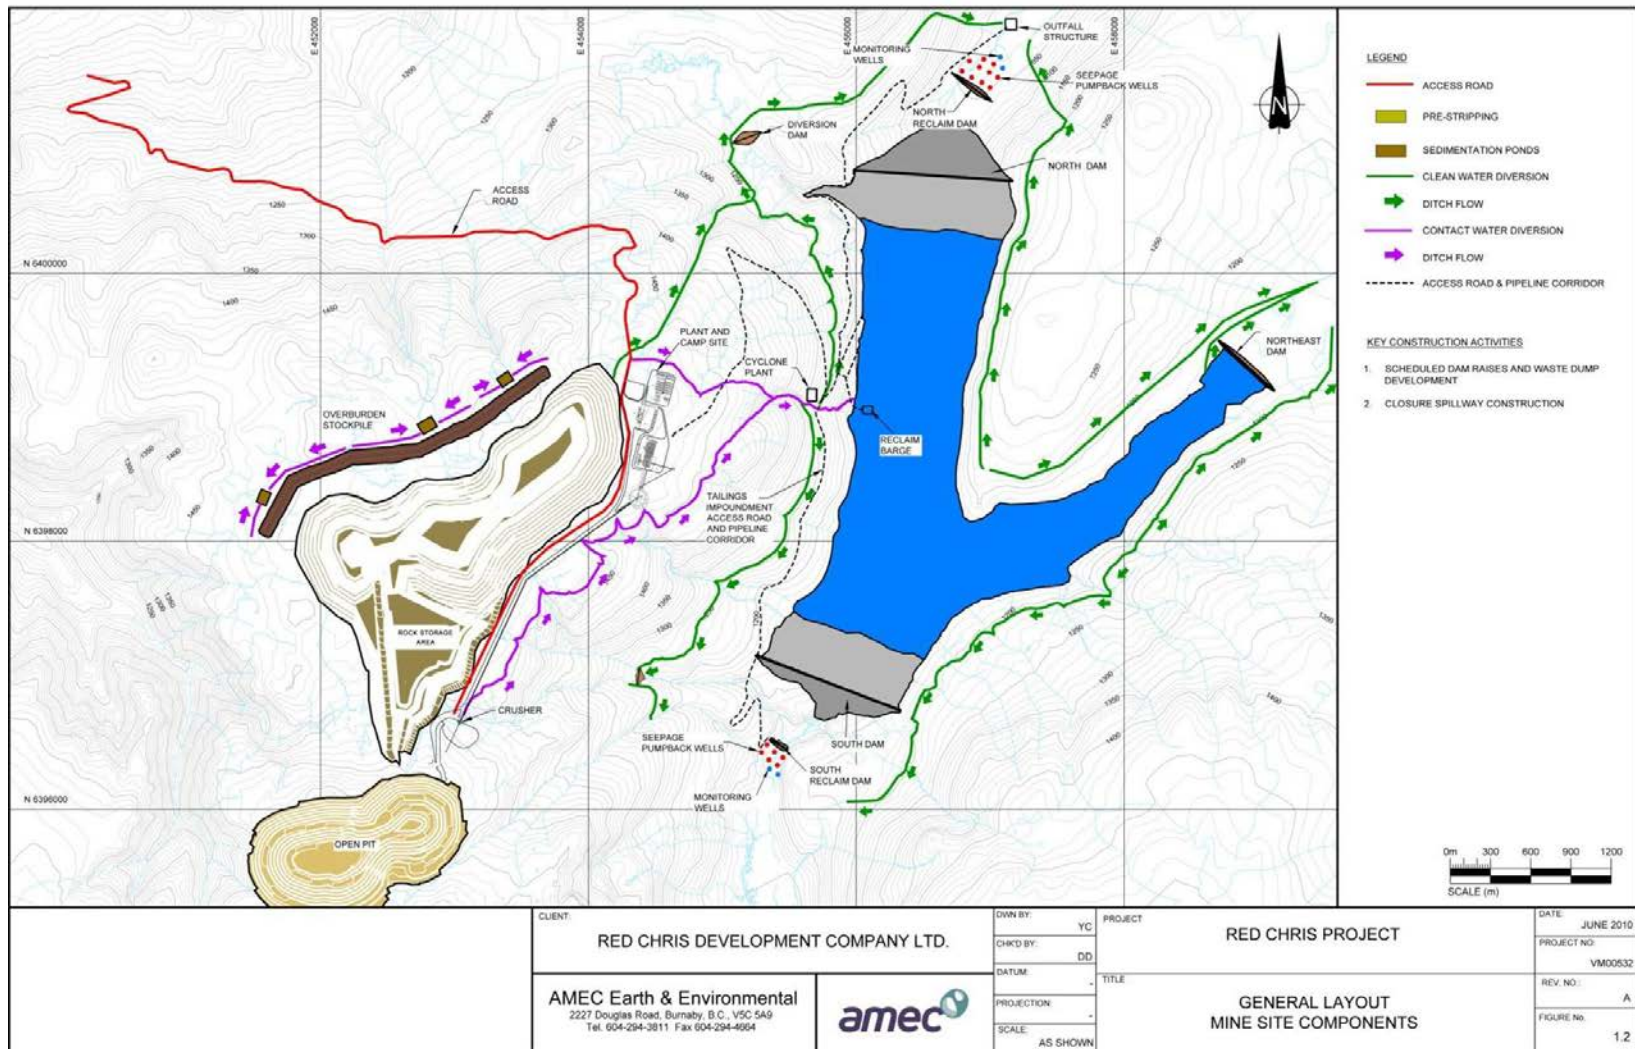 E 452000
E 454000
E 456000
E 458000
N 6400000
N 6398000
N 6396000
OUTFALL
STRUCTURE
MONITORING
WELLS
SEEPAGE
PUMPBACK WELLS
NORTH
RECLAIM DAM
DIVERSION
DAM
NORTH DAM
ACCESS
ROAD
PLANT AND
CAMP SITE
CYCLONE
PLANT
NORTHEAST
DAM
OVERBURDEN
STOCKPILE
RECLAIM
BARGE
TAILINGS
IMPOUNDMENT
ACCESS ROAD
AND PIPELINE
CORRIDOR
ROCK STORAGE
AREA
CRUSHER
SEEPAGE
PUMPBACK WELLS
SOUTH DAM
SOUTH
RECLAIM DAM
MONITORING
WELLS
OPEN PIT
N
LEGEND
ACCESS ROAD
PRE-STRIPPING
SEDIMENTATION PONDS
CLEAN WATER DIVERSION
DITCH FLOW
CONTACT WATER DIVERSION
DITCH FLOW
ACCESS ROAD & PIPELINE CORRIDOR
KEY CONSTRUCTION ACTIVITIES
1. SCHEDULED DAM RAISES AND WASTE DUMP
DEVELOPMENT
2. CLOSURE SPILLWAY CONSTRUCTION
0m 300 600 900 1200
SCALE (m)
CLIENT:
RED CHRIS DEVELOPMENT COMPANY LTD.
AMEC Earth & Environmental
2227 Douglas Road, Burnaby, B.C., V5C 5A9
Tel. 604-294-3811 Fax 604-294-4664
amec
DWN BY:
YC
CHK'D BY:
DD
DATUM:
-
PROJECTION:
-
SCALE:
AS SHOWN
PROJECT
RED CHRIS PROJECT
TITLE
GENERAL LAYOUT
MINE SITE COMPONENTS
DATE:
JUNE 2010
PROJECT NO:
VM00532
REV. NO.:
A
FIGURE No.
1.2